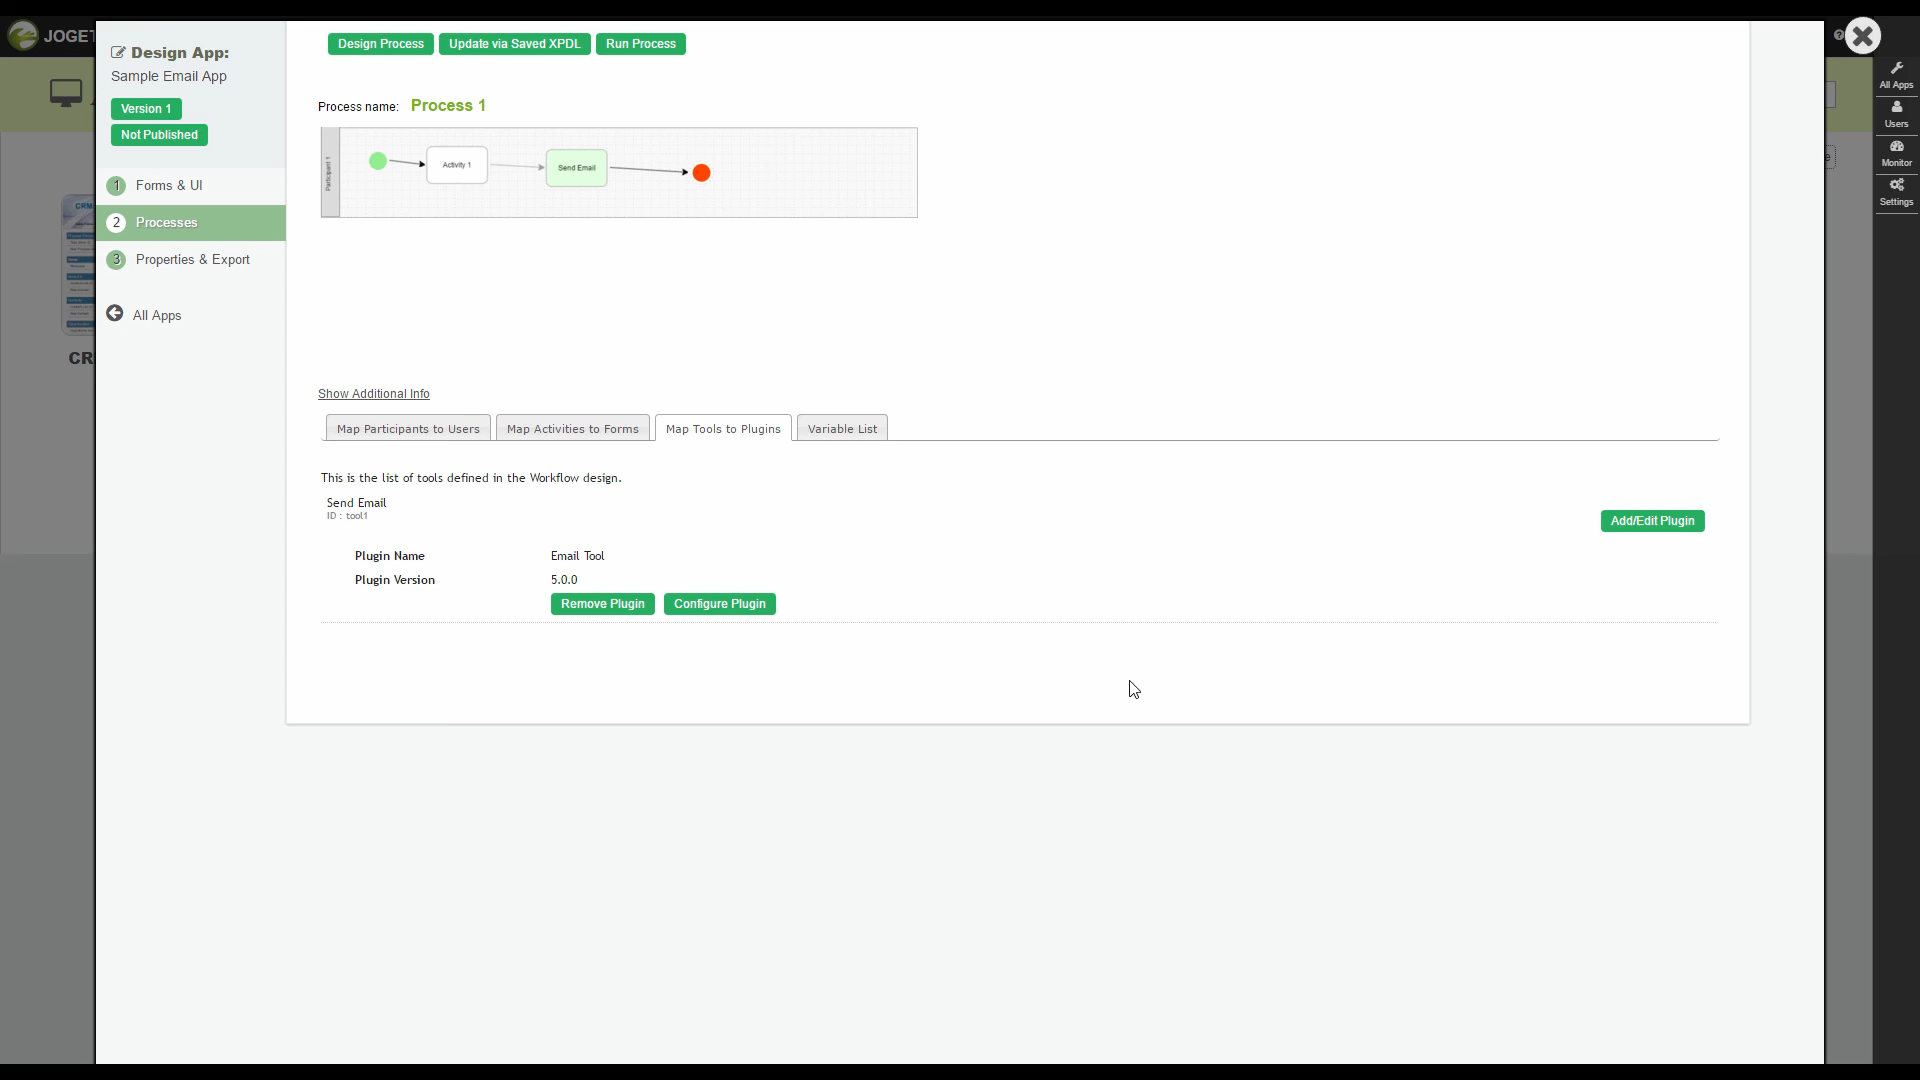 JOGET
Design App:
Sample Email App
Version 1
Not Published
1 Forms & UI
2 Processes
3 Properties & Export
All Apps
CRM
CR
Design Process Update via Saved XPDL Run Process
Process name: Process 1
Participant 1
Activity 1
Send Email
Show Additional Info
Map Participants to Users Map Activities to Forms Map Tools to Plugins Variable List
This is the list of tools defined in the Workflow design.
Send Email
ID : tool1
Add/Edit Plugin
Plugin Name Email Tool
Plugin Version 5.0.0
Remove Plugin Configure Plugin
All Apps
Users
Monitor
Settings